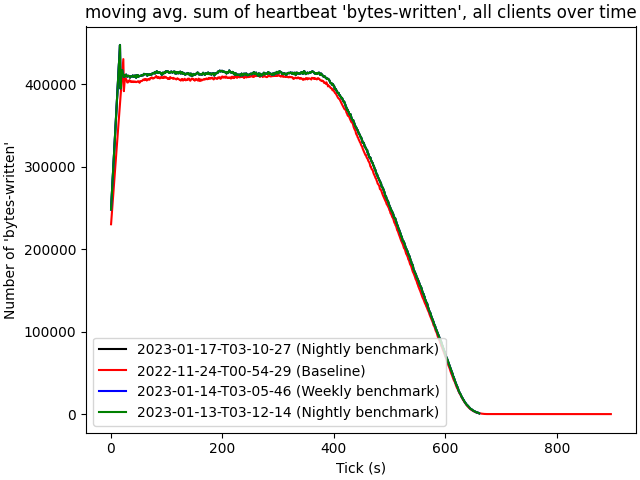 moving avg. sum of heartbeat 'bytes-written', all clients over time
Number of 'bytes-written'
400000
300000
200000
100000
0
2023-01-17-T03-10-27 (Nightly benchmark)
2022-11-24-T00-54-29 (Baseline)
2023-01-14-T03-05-46 (Weekly benchmark)
2023-01-13-T03-12-14 (Nightly benchmark)
0 200 400 600 800
Tick (s)